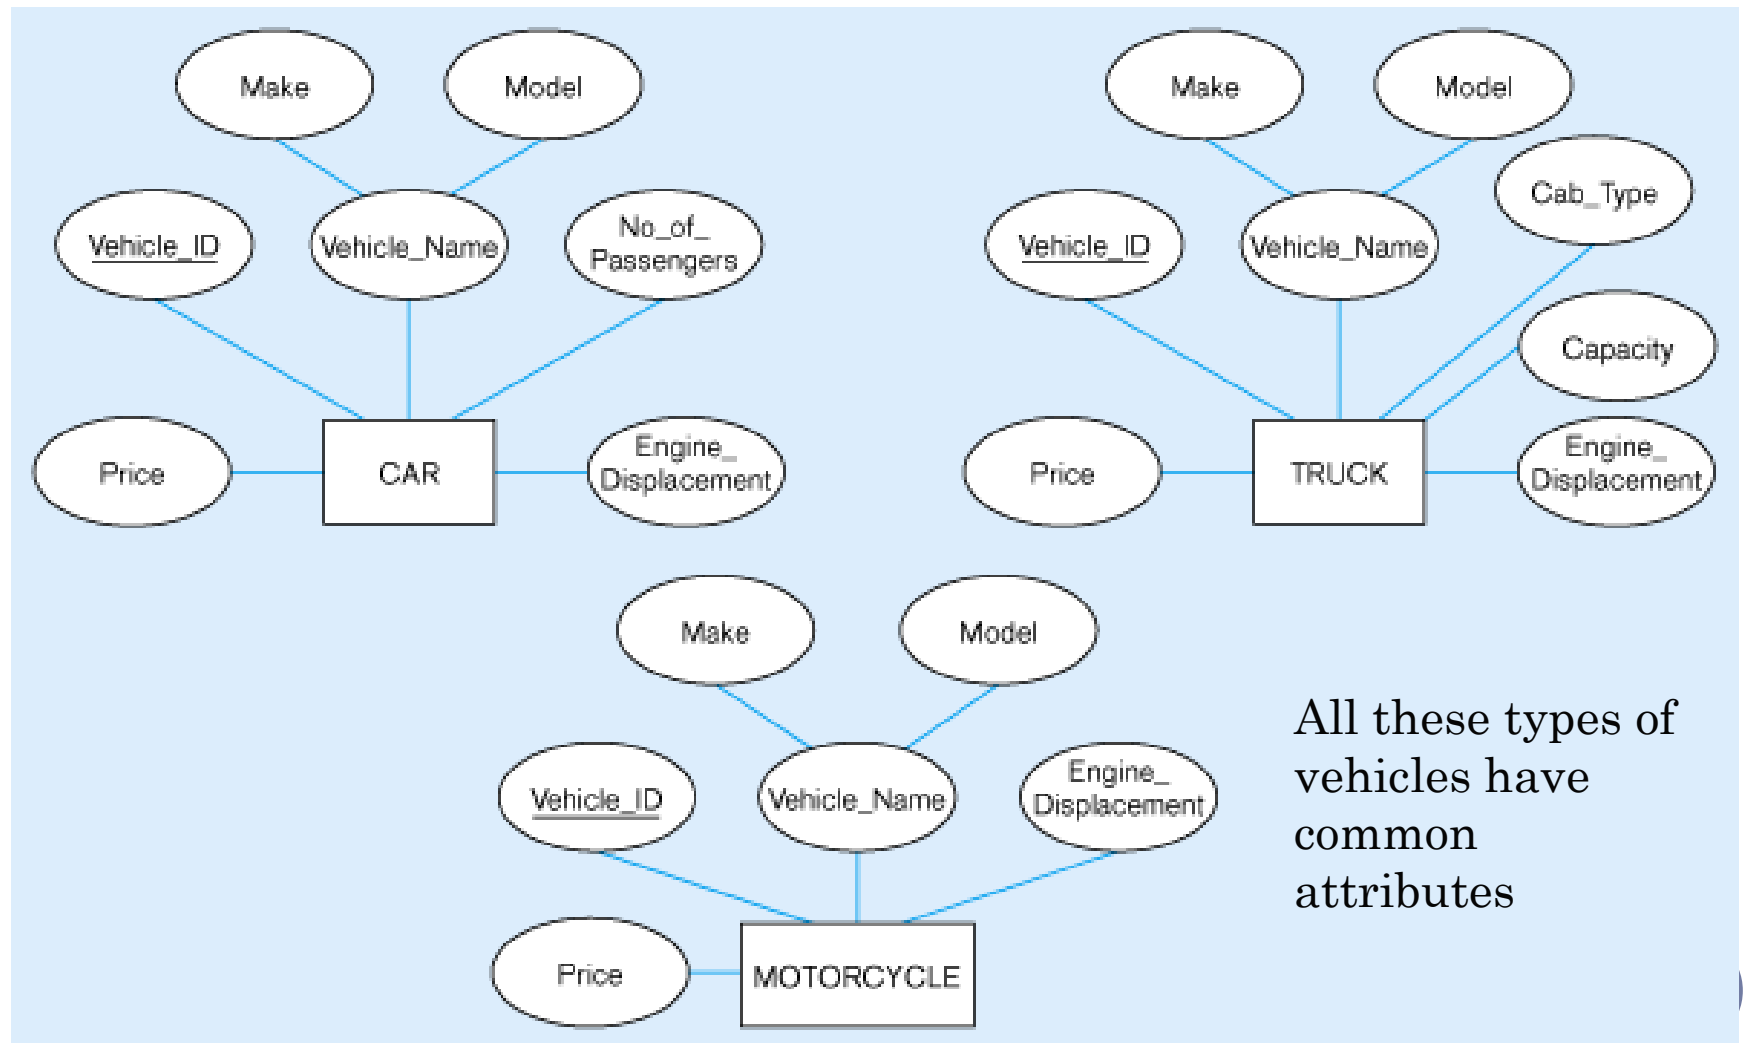 Make
Model
Vehicle_ID
Vehicle_Name
No_of_
Passengers
Price
CAR
Engine_
Displacement
Make
Model
Cab_Type
Vehicle_ID
Vehicle_Name
Capacity
Price
TRUCK
Engine_
Displacement
Make
Model
Vehicle_ID
Vehicle_Name
Engine_
Displacement
Price
MOTORCYCLE
All these types of
vehicles have
common
attributes